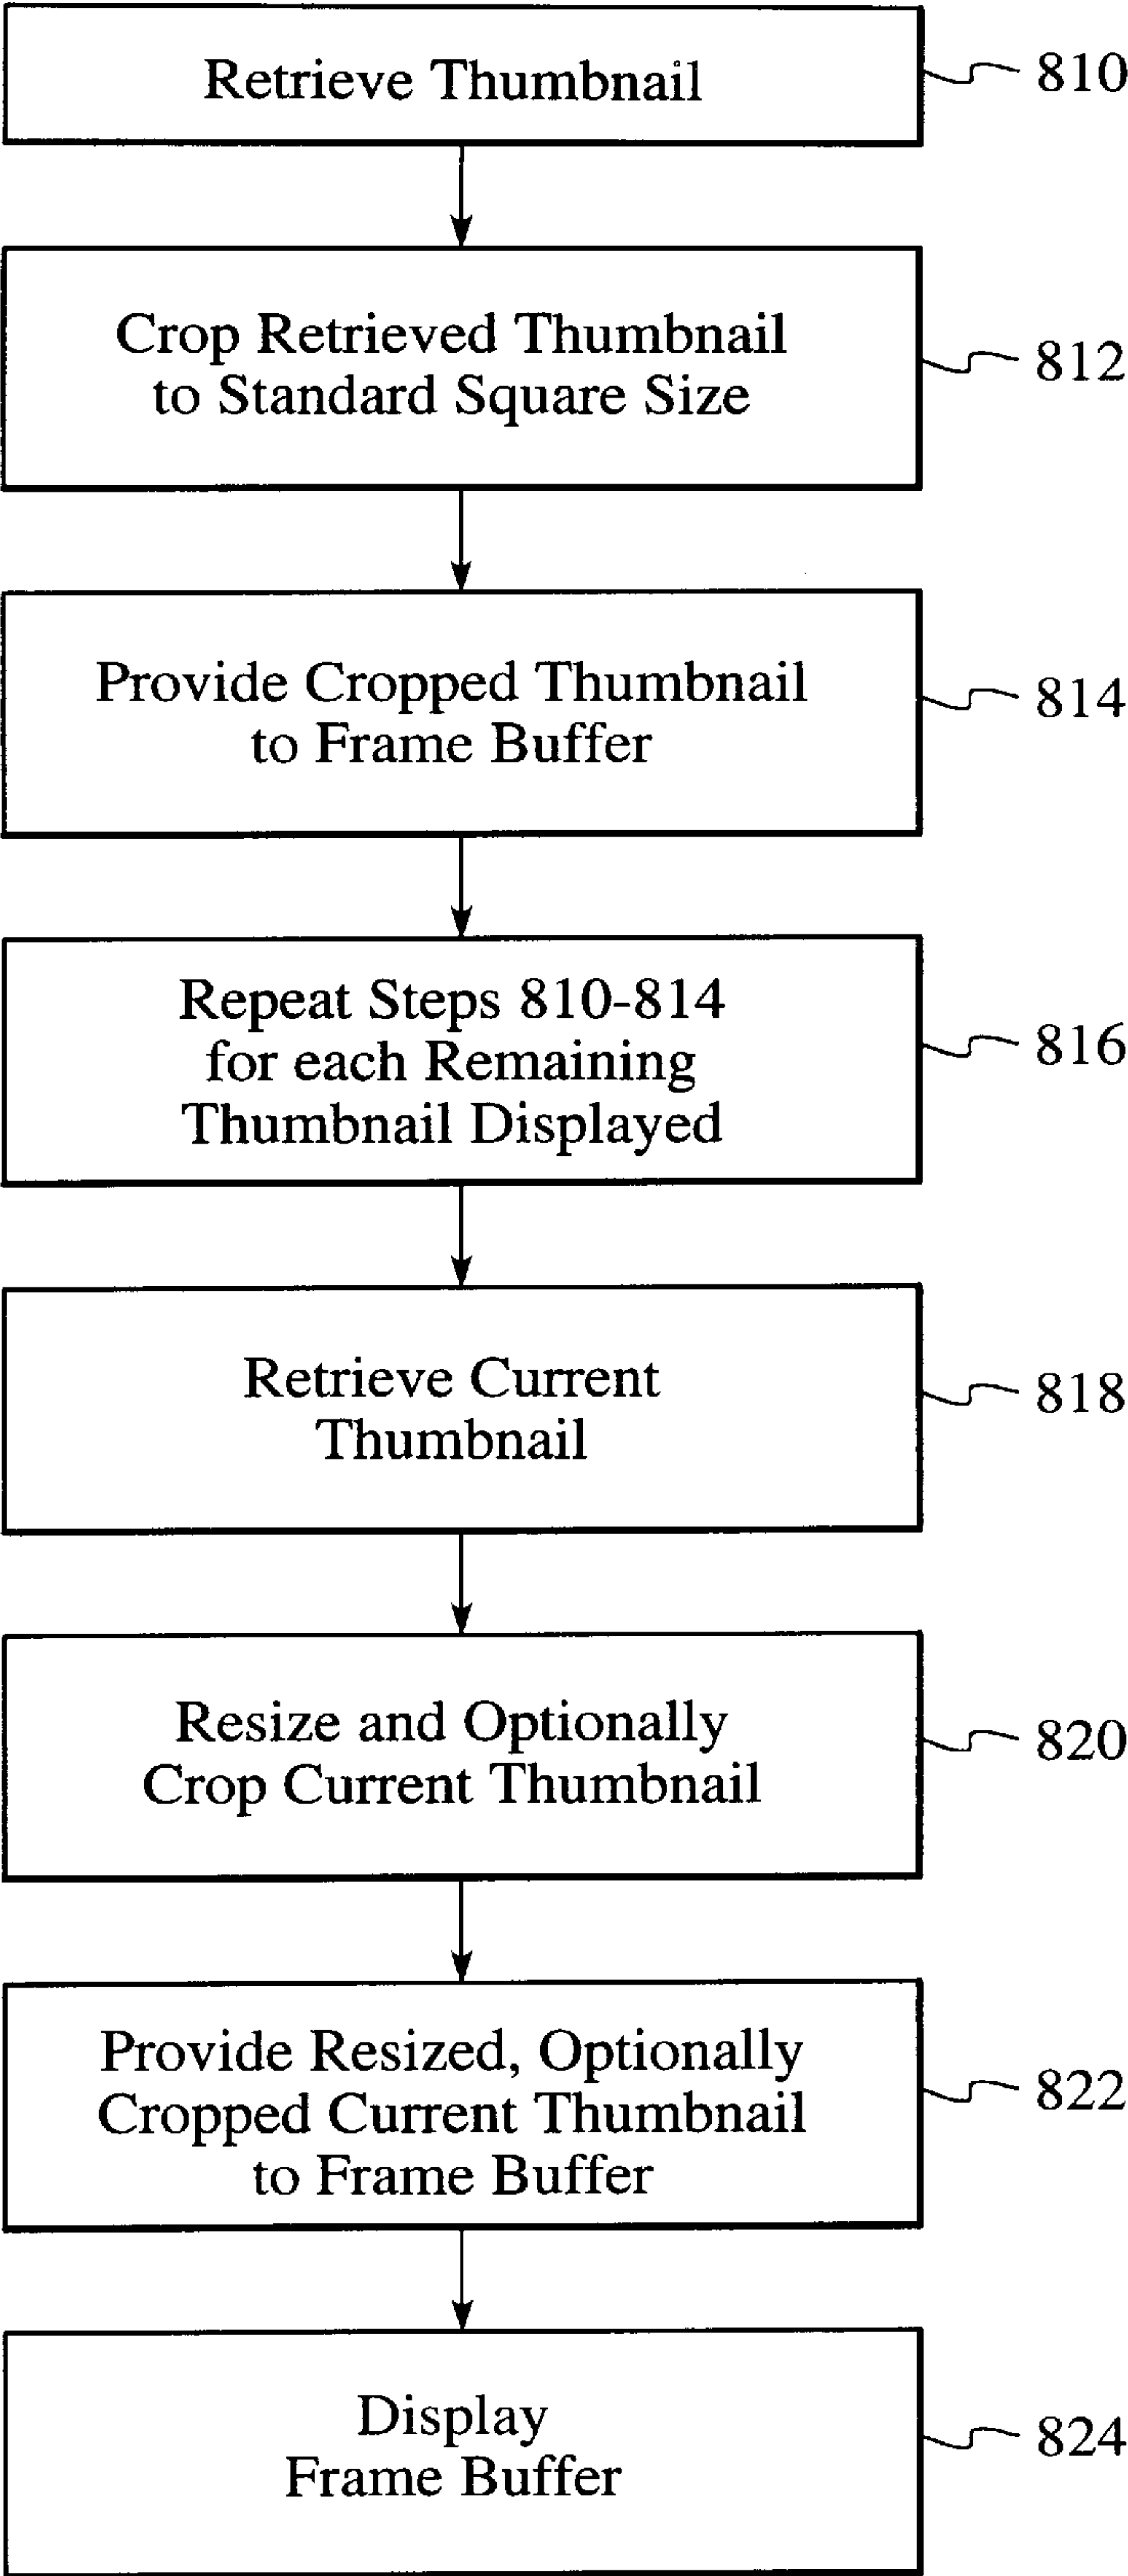 Retrieve Thumbnail
810
Crop Retrieved Thumbnail
to Standard Square Size
812
Provide Cropped Thumbnail
to Frame Buffer
814
Repeat Steps 810-814
for each Remaining
Thumbnail Displayed
816
Retrieve Current
Thumbnail
818
Resize and Optionally
Crop Current Thumbnail
820
Provide Resized, Optionally
Cropped Current Thumbnail
to Frame Buffer
822
Display
Frame Buffer
824